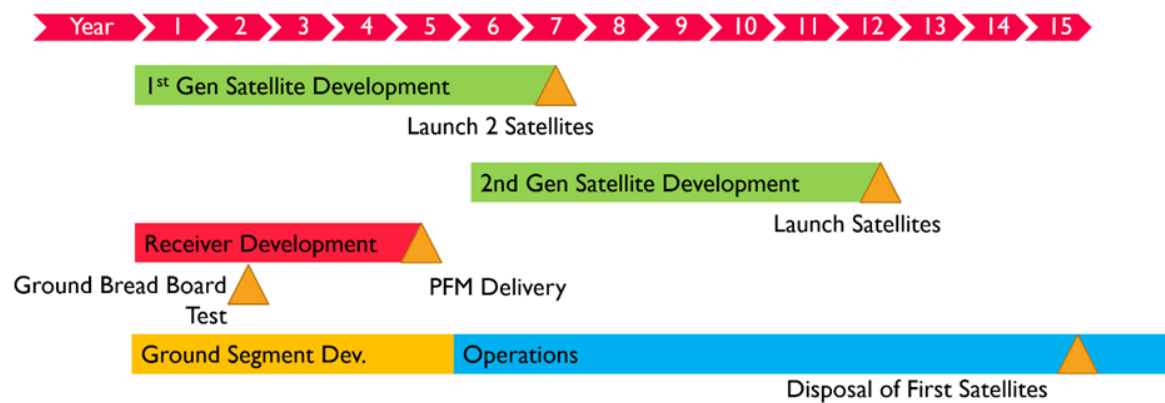 Year 1 2 3 4 5 6 7 8 9 10 11 12 13 14 15
1st Gen Satellite Development
Launch 2 Satellites
2nd Gen Satellite Development
Launch Satellites
Receiver Development
Ground Bread Board
Test
PFM Delivery
Ground Segment Dev.
Operations
Disposal of First Satellites